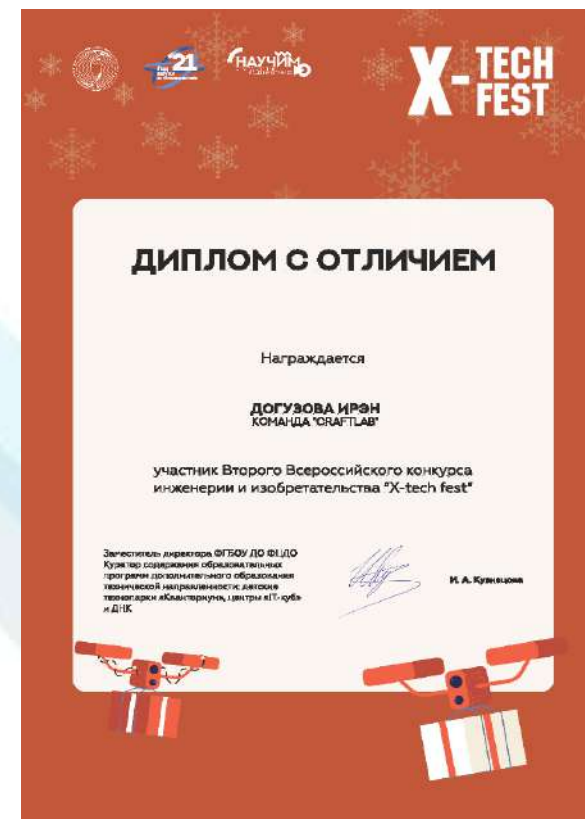 '21
НАУЧИМ
X-TECH
FEST
ДИПЛОМ С ОТЛИЧИЕМ
Награждается
ДОГУЗОВА ИРЭН
КОМАНДА "CRAFTLAB"
участник Второго Всероссийского конкурса
инженерии и изобретательства "X-tech fest"
Заместитель директора ФГБОУ ДО ФЦДО
Куратор содержания образовательных
программ дополнительного образования
технической направленности: детские
технопарки «Кванториум», центры «IT-куб»
и ДНК
И. А. Кузнецова